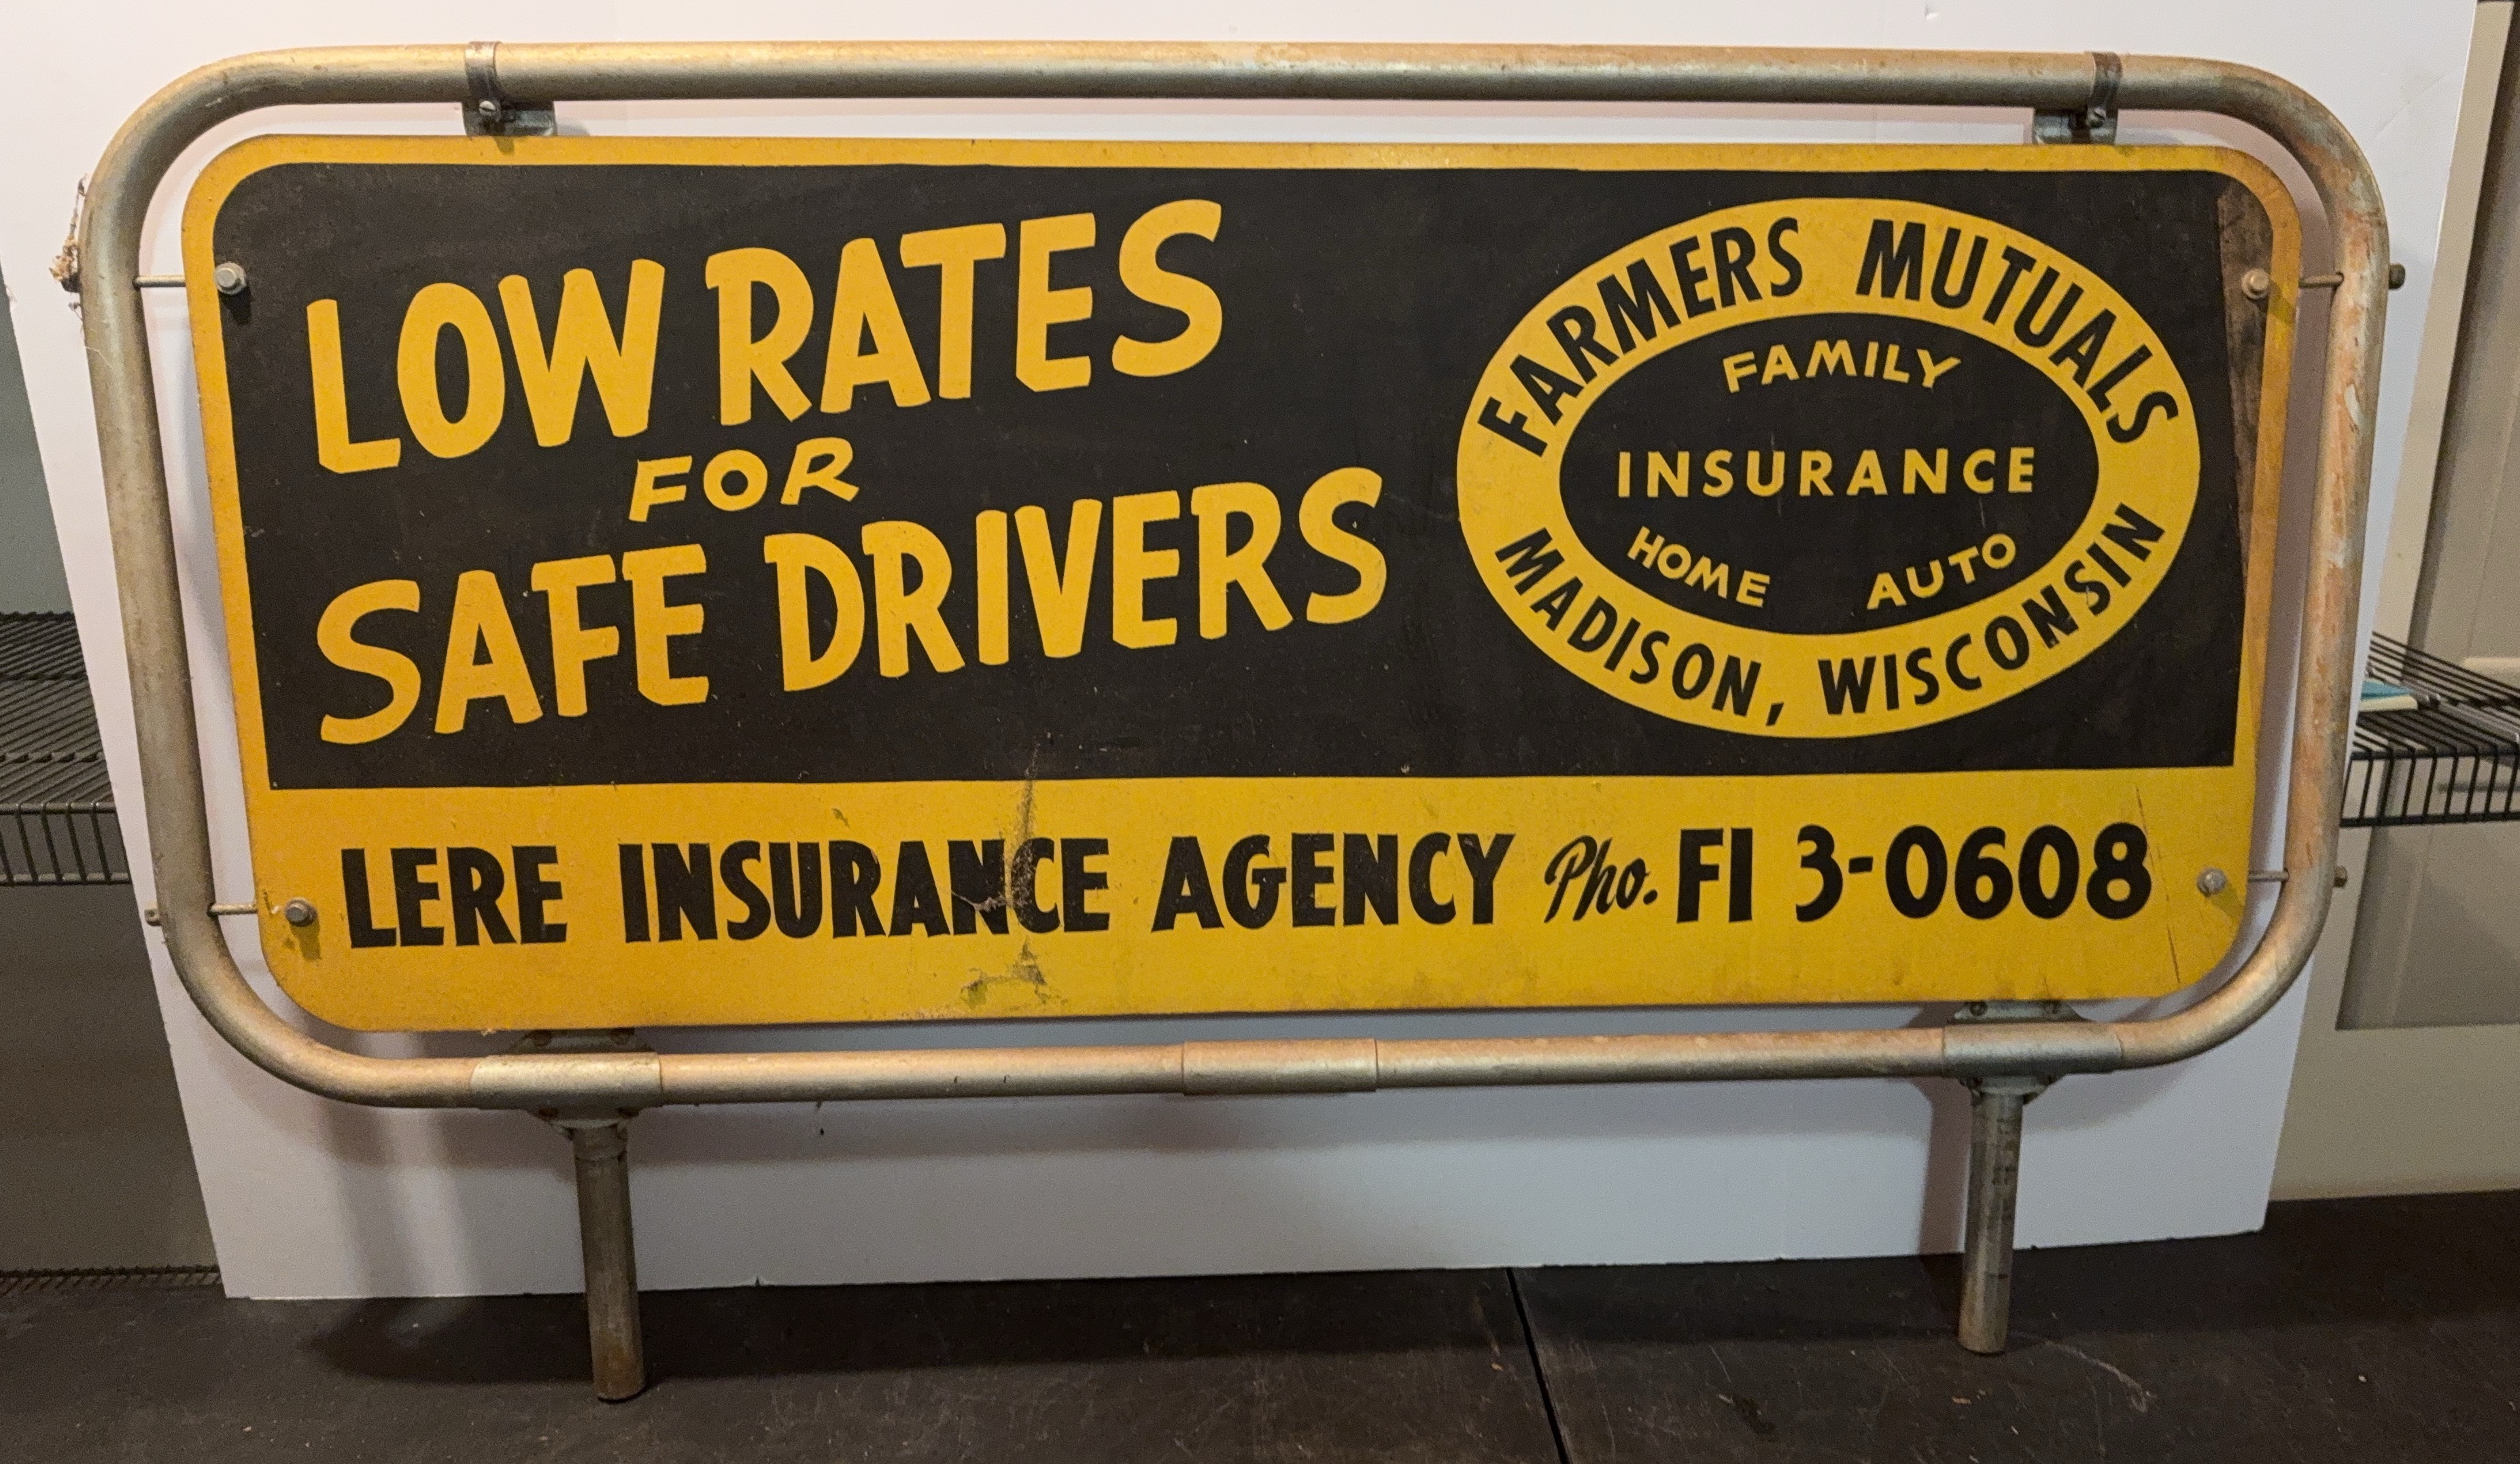 LOW RATES
FOR
SAFE DRIVERS
FARMERS MUTUALS
FAMILY
INSURANCE
HOME AUTO
MADISON, WISCONSIN
LERE INSURANCE AGENCY Pho. FI 3-0608